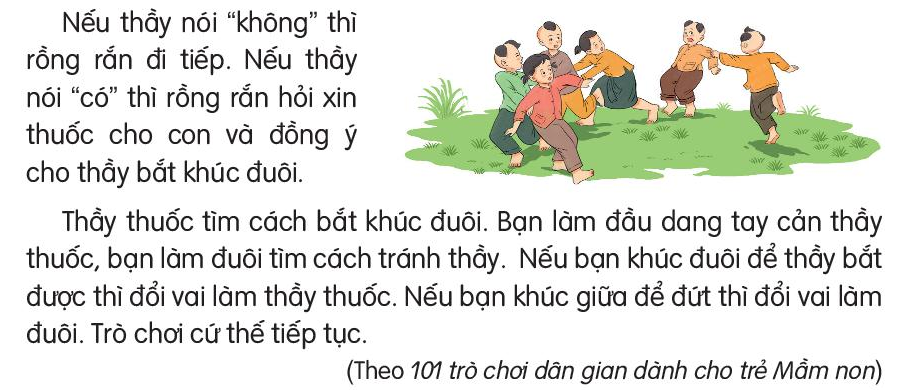 Nếu thầy nói “không” thì
rồng rắn đi tiếp. Nếu thầy
nói “có” thì rồng rắn hỏi xin
thuốc cho con và đồng ý
cho thầy bắt khúc đuôi.
Thầy thuốc tìm cách bắt khúc đuôi. Bạn làm đầu dang tay cản thầy
thuốc, bạn làm đuôi tìm cách tránh thầy. Nếu bạn khúc đuôi để thầy bắt
được thì đổi vai làm thầy thuốc. Nếu bạn khúc giữa để đứt thì đổi vai làm
đuôi. Trò chơi cứ thế tiếp tục.
(Theo 101 trò chơi dân gian dành cho trẻ Mầm non)